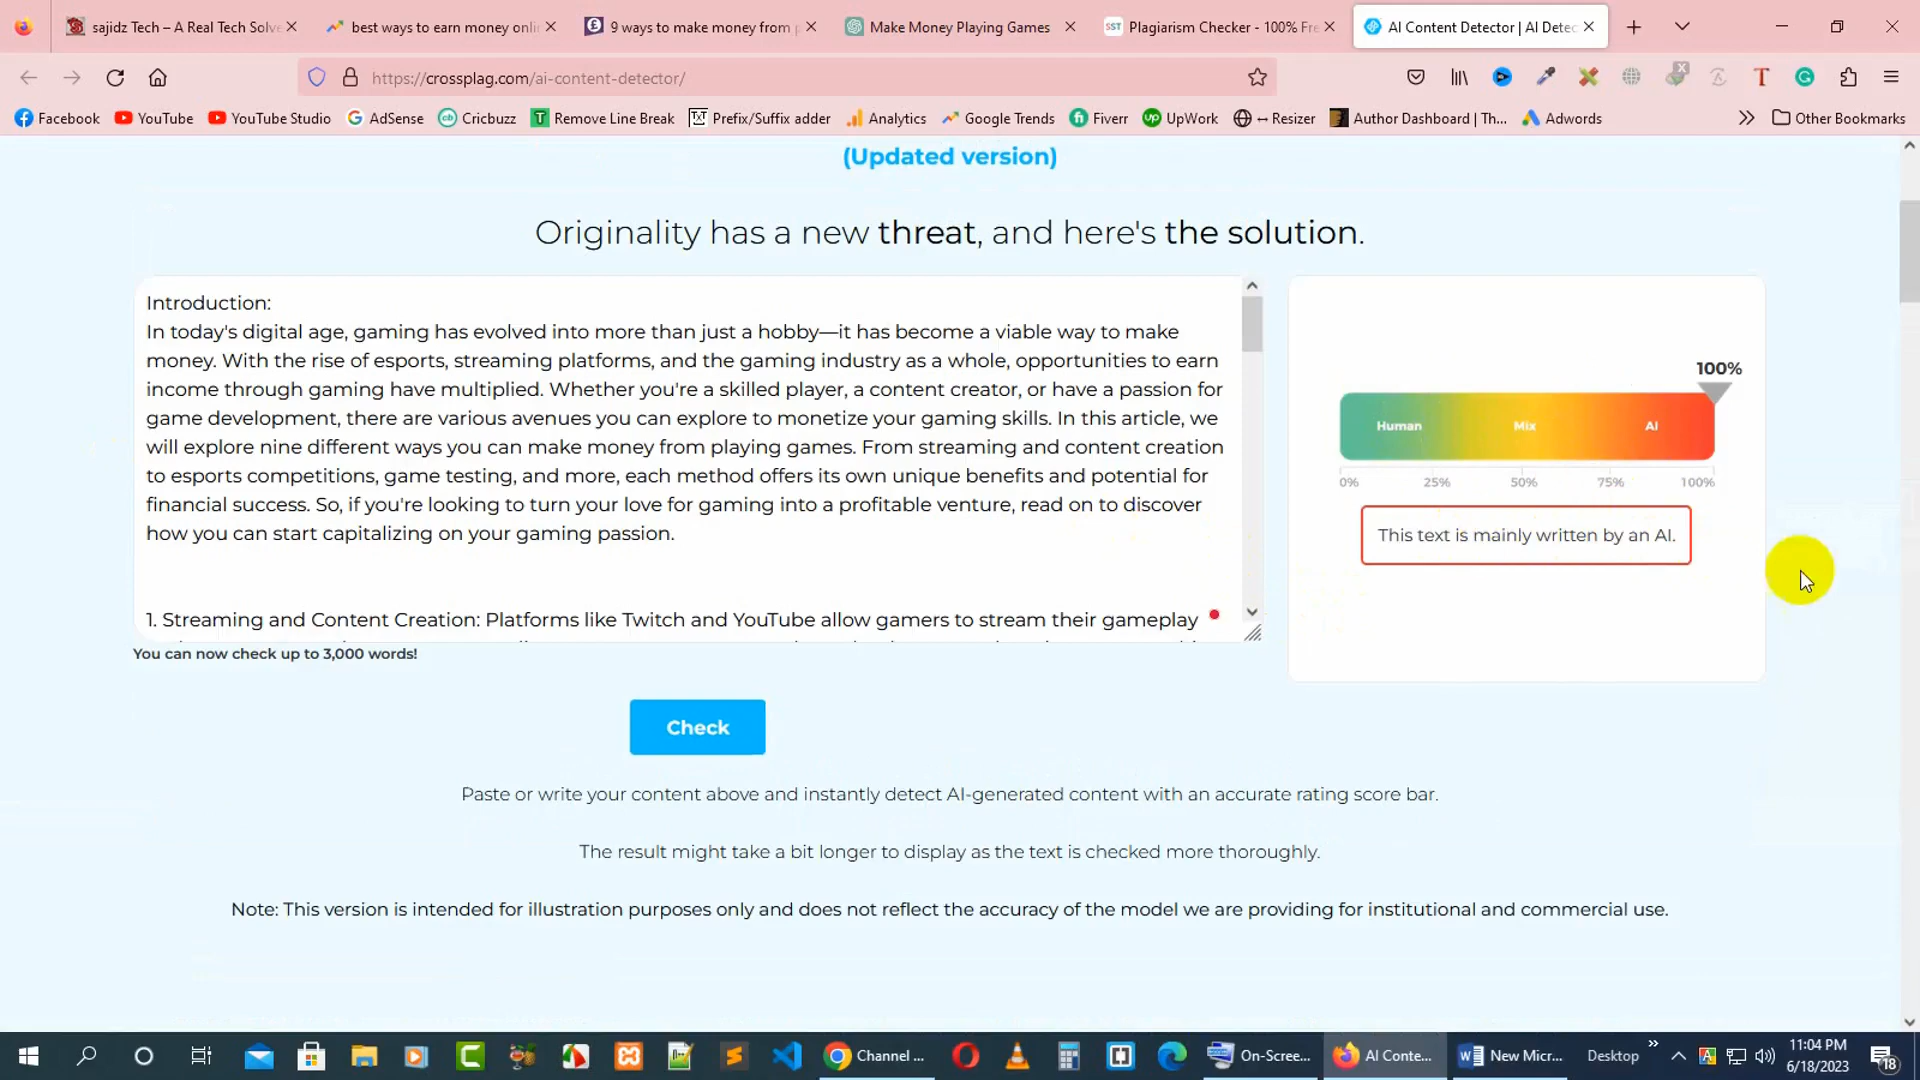 sajidz Tech – A Real Tech Solve
best ways to earn money onli
9 ways to make money from p
Make Money Playing Games
SST Plagiarism Checker - 100% Fre
AI Content Detector | AI Detec
https://crossplag.com/ai-content-detector/
Facebook YouTube YouTube Studio AdSense Cricbuzz Remove Line Break Prefix/Suffix adder Analytics Google Trends Fiverr UpWork ↔ Resizer Author Dashboard | Th... Adwords Other Bookmarks
(Updated version)
Originality has a new threat, and here's the solution.
Introduction:
In today's digital age, gaming has evolved into more than just a hobby—it has become a viable way to make
money. With the rise of esports, streaming platforms, and the gaming industry as a whole, opportunities to earn
income through gaming have multiplied. Whether you're a skilled player, a content creator, or have a passion for
game development, there are various avenues you can explore to monetize your gaming skills. In this article, we
will explore nine different ways you can make money from playing games. From streaming and content creation
to esports competitions, game testing, and more, each method offers its own unique benefits and potential for
financial success. So, if you're looking to turn your love for gaming into a profitable venture, read on to discover
how you can start capitalizing on your gaming passion.
1. Streaming and Content Creation: Platforms like Twitch and YouTube allow gamers to stream their gameplay
You can now check up to 3,000 words!
100%
Human Mix AI
0% 25% 50% 75% 100%
This text is mainly written by an AI.
Check
Paste or write your content above and instantly detect AI-generated content with an accurate rating score bar.
The result might take a bit longer to display as the text is checked more thoroughly.
Note: This version is intended for illustration purposes only and does not reflect the accuracy of the model we are providing for institutional and commercial use.
Channel ...
On-Scree...
AI Conte...
New Micr...
Desktop
11:04 PM
6/18/2023
18